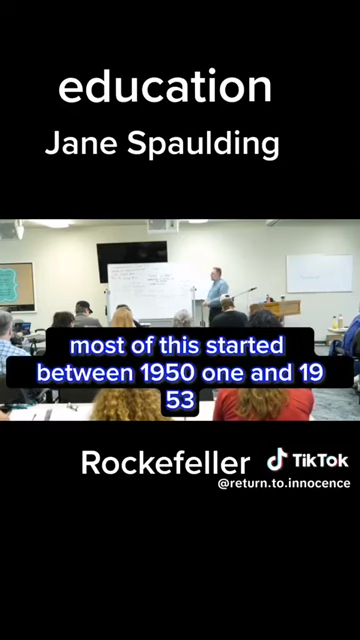 education
Jane Spaulding
most of this started
between 1950 one and 19
53
Rockefeller
TikTok
@return.to.innocence